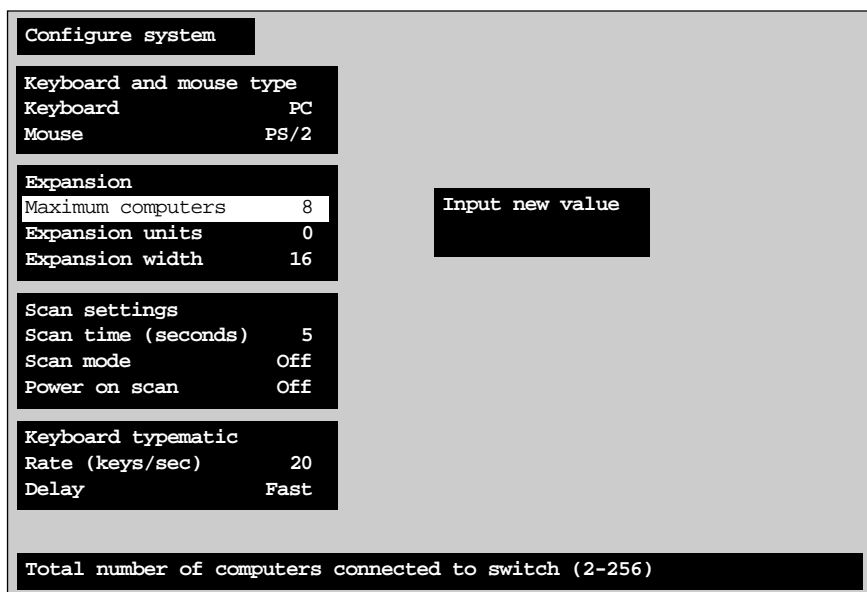 Configure system
Keyboard and mouse type
Keyboard PC
Mouse PS/2
Expansion
Maximum computers 8
Expansion units 0
Expansion width 16
Input new value
Scan settings
Scan time (seconds) 5
Scan mode Off
Power on scan Off
Keyboard typematic
Rate (keys/sec) 20
Delay Fast
Total number of computers connected to switch (2-256)